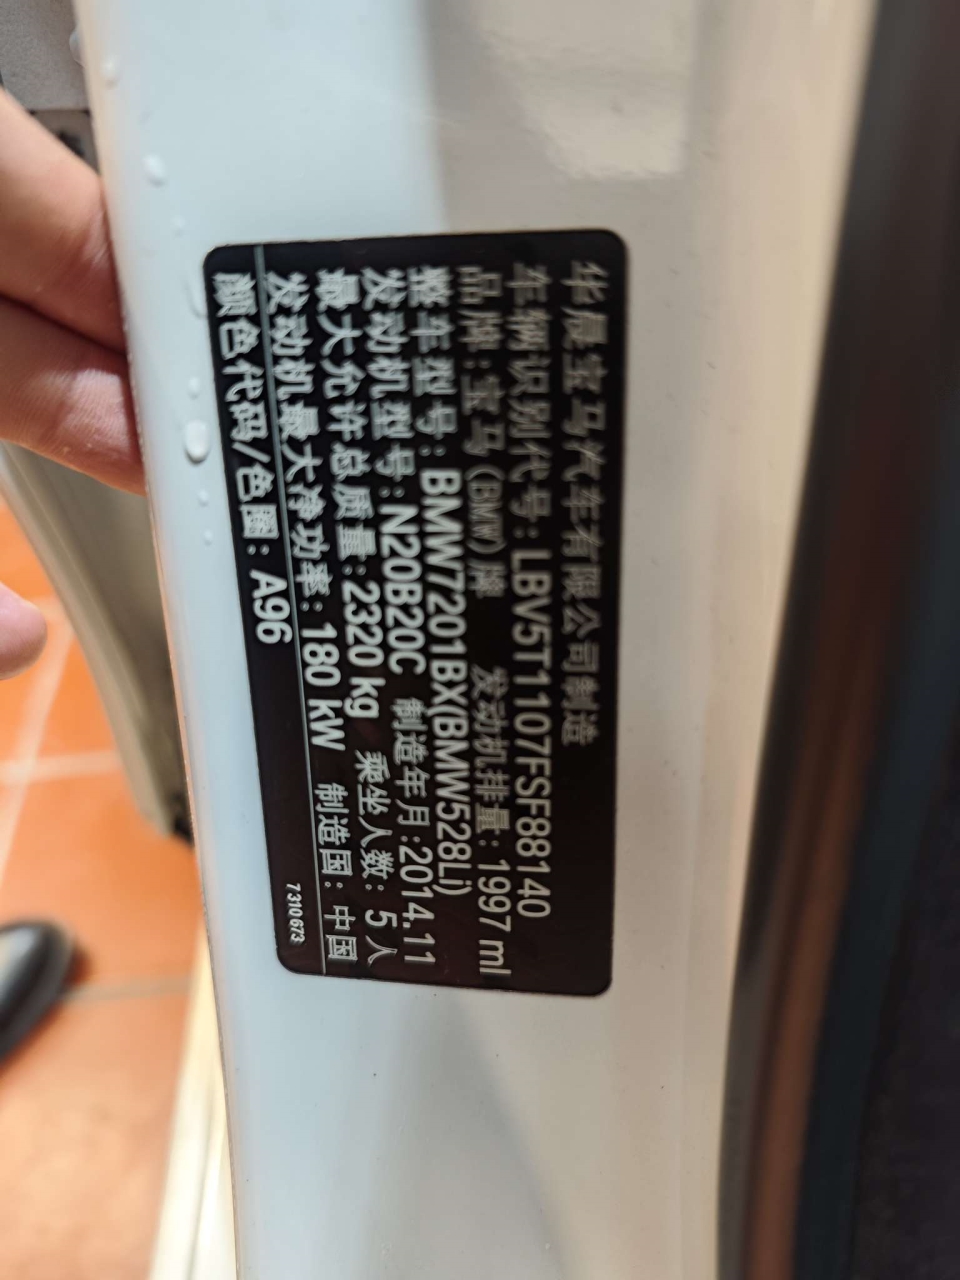 华晨宝马汽车有限公司制造
车辆识别代号:LBV5T1107FSF88140
品牌:宝马(BMW)牌 发动机排量:1997 ml
整车型号:BMW7201BX(BMW528Li)
发动机型号:N20B20C 制造年月:2014.11
最大允许总质量:2320 kg 乘坐人数:5人
发动机最大净功率:180 kW 制造国:中国
颜色代码/色圈:A96
7310673